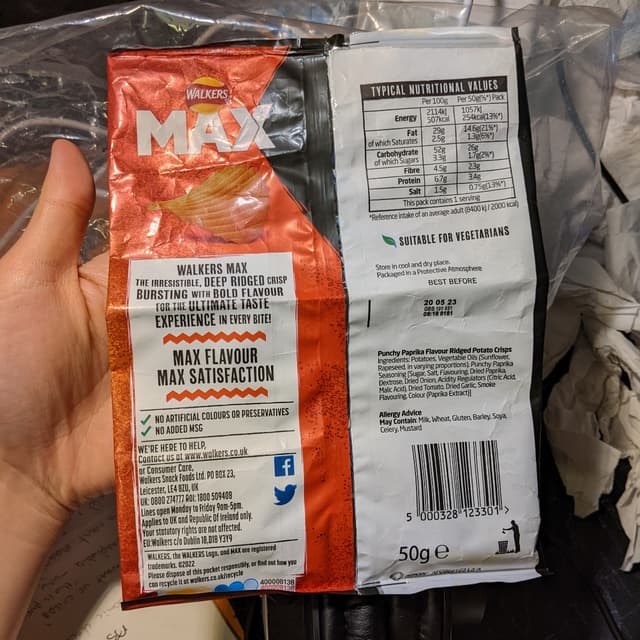 WALKERS
MAX
WALKERS MAX
THE IRRESISTIBLE, DEEP RIDGED CRISP
BURSTING WITH BOLD FLAVOUR
FOR THE ULTIMATE TASTE
EXPERIENCE IN EVERY BITE!
MAX FLAVOUR
MAX SATISFACTION
NO ARTIFICIAL COLOURS OR PRESERVATIVES
NO ADDED MSG
WE'RE HERE TO HELP,
Contact us at www.walkers.co.uk
or Consumer Care,
Walkers Snack Foods Ltd. PO BOX 23,
Leicester, LE4 8DU, UK
UK: 0800 274777 ROI: 1800 509408
Lines open Monday to Friday 9am-5pm.
Applies to UK and Republic Of Ireland only.
Your statutory rights are not affected.
EU: Walkers c/o Dublin 18, D18 Y3Y9
WALKERS, the WALKERS Logo, and MAX are registered
trademarks. ©2022
Please dispose of this packet responsibly, or find out how you
can recycle it at walkers.co.uk/recycle
400008138
TYPICAL NUTRITIONAL VALUES
Per 100g Per 50g(%*) Pack
Energy 2114kJ 1057kJ
507kcal 254kcal(13%*)
Fat 29g 14.6g(21%*)
of which Saturates 2.5g 1.3g(6%*)
Carbohydrate 52g 26g
of which Sugars 3.3g 1.7g(2%*)
Fibre 4.5g 2.3g
Protein 6.7g 3.4g
Salt 1.5g 0.75g(13%*)
This pack contains 1 serving
*Reference intake of an average adult (8400 kJ / 2000 kcal)
SUITABLE FOR VEGETARIANS
Store in cool and dry place.
Packaged in a Protective Atmosphere
BEST BEFORE
20 05 23
Punchy Paprika Flavour Ridged Potato Crisps
Ingredients: Potatoes, Vegetable Oils (Sunflower,
Rapeseed, in varying proportions), Punchy Paprika
Seasoning [Sugar, Salt, Flavouring, Dried Paprika,
Dextrose, Dried Onion, Acidity Regulators (Citric Acid,
Malic Acid), Dried Tomato, Dried Garlic, Smoke
Flavouring, Colour (Paprika Extract)]
Allergy Advice
May Contain: Milk, Wheat, Gluten, Barley, Soya,
Celery, Mustard
5 000328 123301 >
50g e